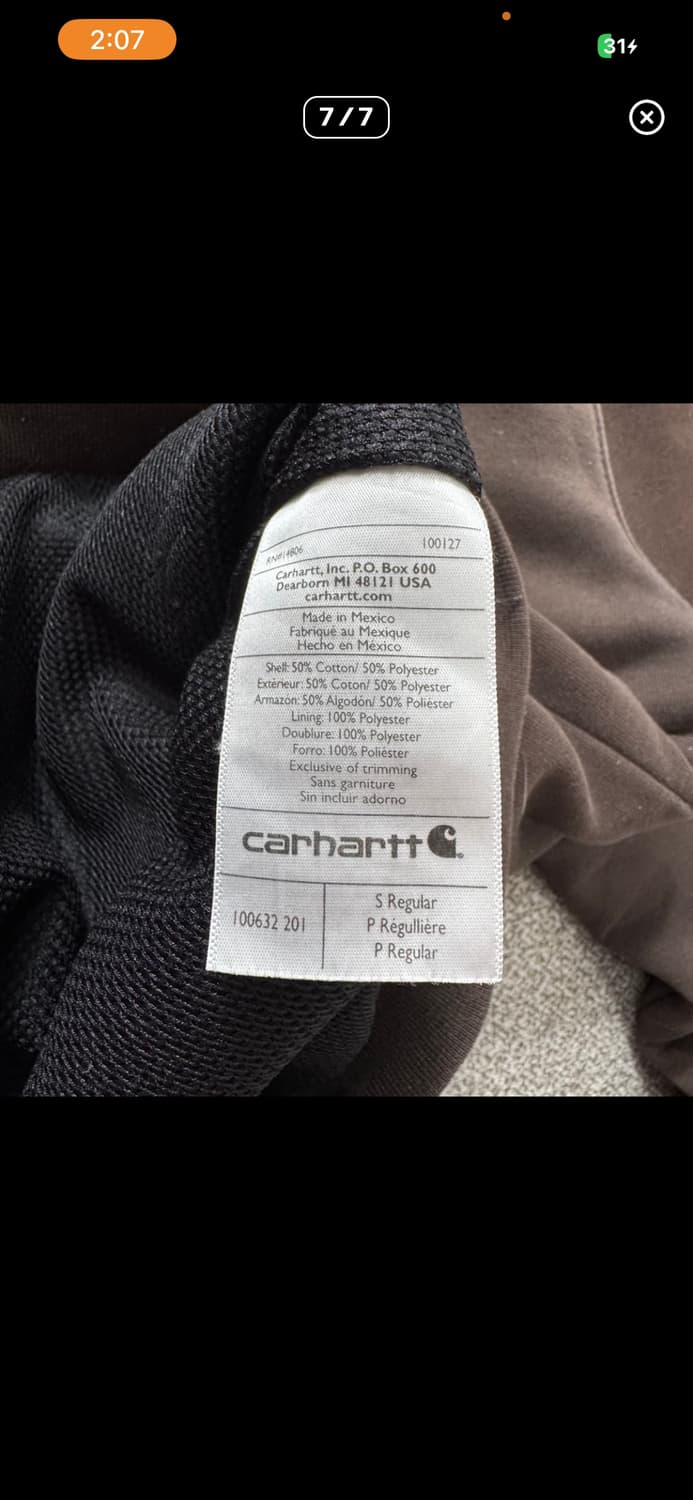 2:07
31
7/7
RN#14806
100127
Carhartt, Inc. P.O. Box 600
Dearborn MI 48121 USA
carhartt.com
Made in Mexico
Fabriqué au Mexique
Hecho en México
Shell: 50% Cotton/ 50% Polyester
Extérieur: 50% Coton/ 50% Polyester
Armazón: 50% Algodón/ 50% Poliéster
Lining: 100% Polyester
Doublure: 100% Polyester
Forro: 100% Poliéster
Exclusive of trimming
Sans garniture
Sin incluir adorno
carhartt
100632 201
S Regular
P Régullière
P Regular